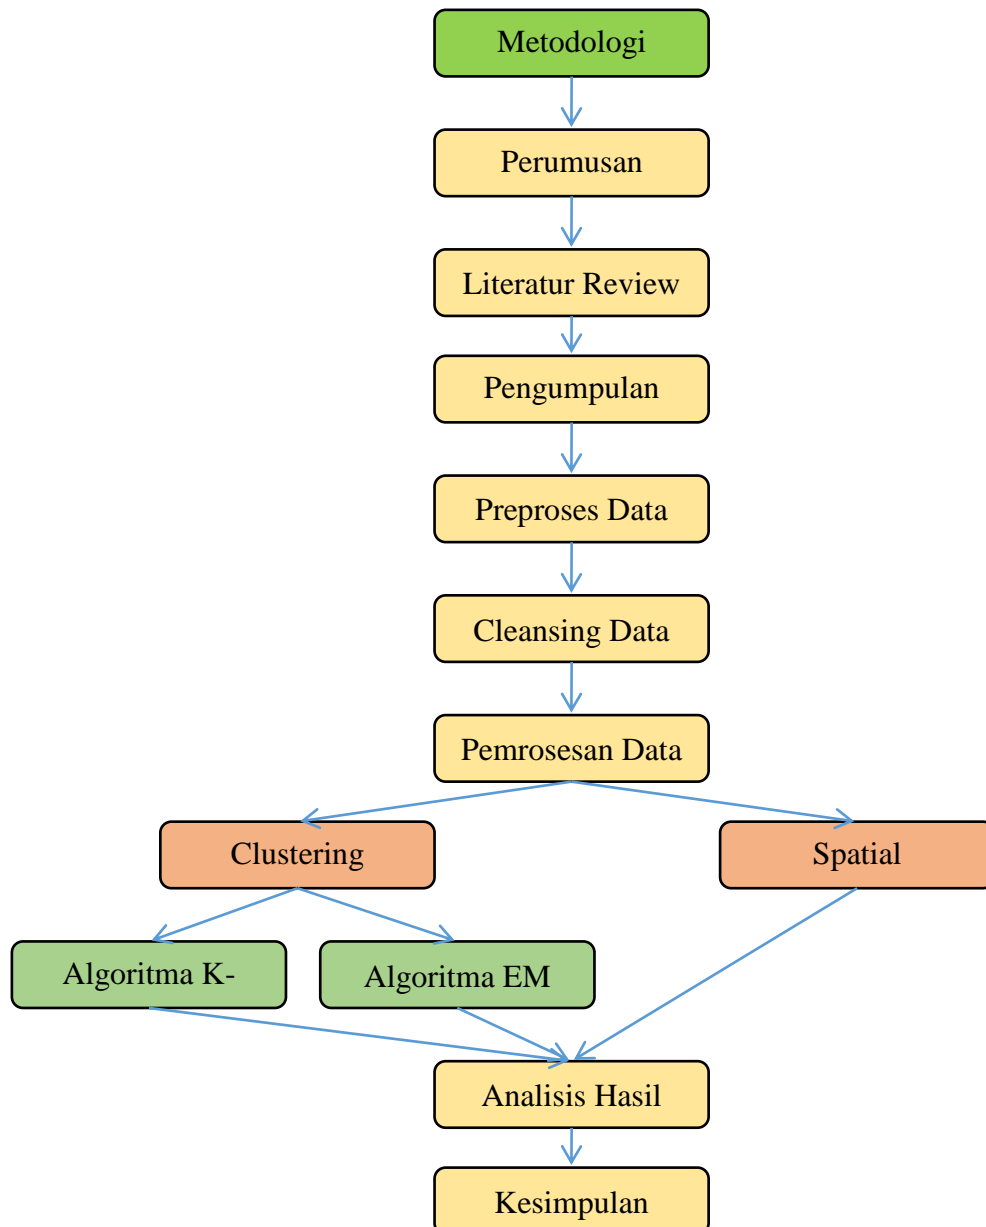 Metodologi
Perumusan
Literatur Review
Pengumpulan
Preproses Data
Cleansing Data
Pemrosesan Data
Clustering
Spatial
Algoritma K-
Algoritma EM
Analisis Hasil
Kesimpulan